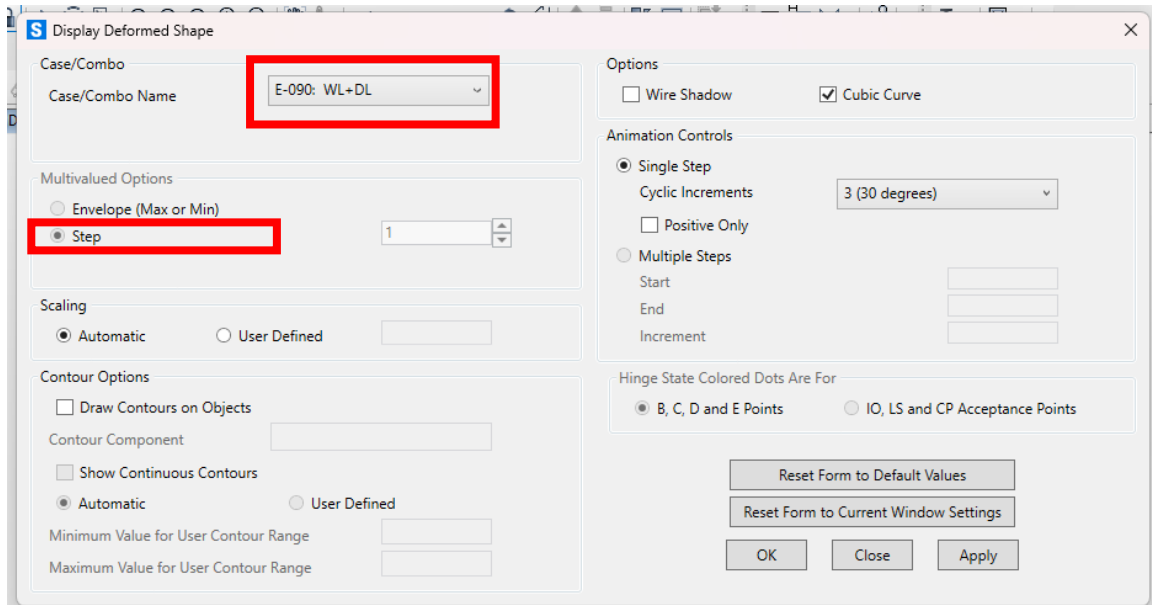 S Display Deformed Shape
Case/Combo
Case/Combo Name E-090: WL+DL
Multivalued Options
Envelope (Max or Min)
Step 1
Scaling
Automatic User Defined
Contour Options
Draw Contours on Objects
Contour Component
Show Continuous Contours
Automatic User Defined
Minimum Value for User Contour Range
Maximum Value for User Contour Range
Options
Wire Shadow Cubic Curve
Animation Controls
Single Step
Cyclic Increments 3 (30 degrees)
Positive Only
Multiple Steps
Start
End
Increment
Hinge State Colored Dots Are For
B, C, D and E Points IO, LS and CP Acceptance Points
Reset Form to Default Values
Reset Form to Current Window Settings
OK Close Apply